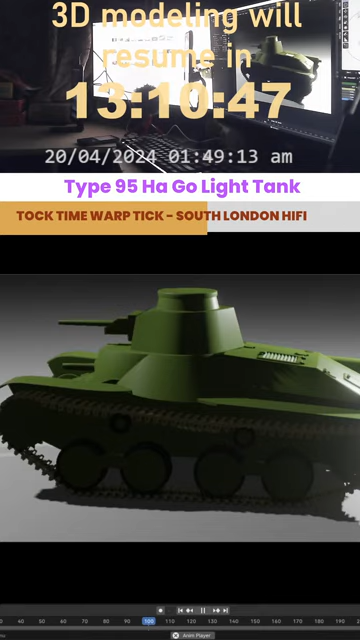 3D modeling will
resume in
13:10:47
20/04/2024 01:49:13 am
Type 95 Ha Go Light Tank
TOCK TIME WARP TICK - SOUTH LONDON HIFI
40 50 60 70 80 90 100 110 120 130 140 150 160 170 180 190
Anim Player